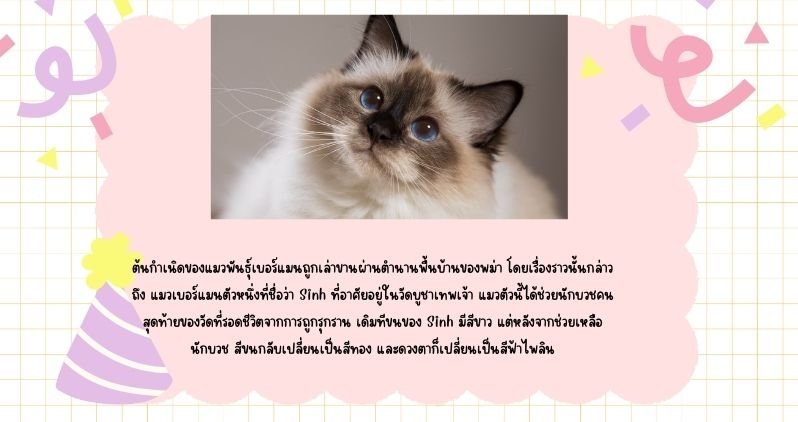 ต้นกำเนิดของแมวพันธุ์เบอร์แมนถูกเล่าขานผ่านตำนานพื้นบ้านของพม่า โดยเรื่องราวนั้นกล่าว
ถึง แมวเบอร์แมนตัวหนึ่งที่ชื่อว่า Sinh ที่อาศัยอยู่ในวัดบูชาเทพเจ้า แมวตัวนี้ได้ช่วยนักบวชคน
สุดท้ายของวัดที่รอดชีวิตจากการถูกรุกราน เดิมทีขนของ Sinh มีสีขาว แต่หลังจากช่วยเหลือ
นักบวช สีขนกลับเปลี่ยนเป็นสีทอง และดวงตาก็เปลี่ยนเป็นสีฟ้าไพลิน